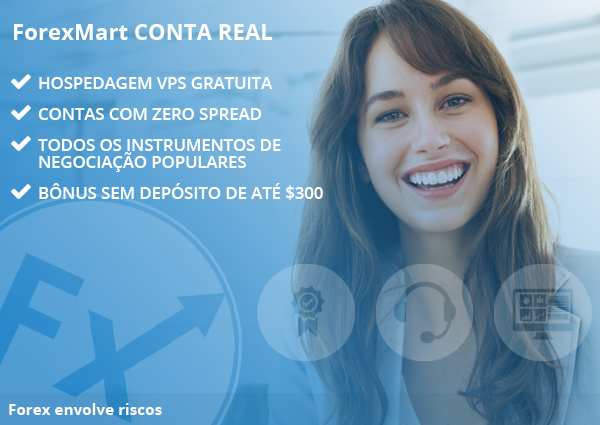 ForexMart CONTA REAL
HOSPEDAGEM VPS GRATUITA
CONTAS COM ZERO SPREAD
TODOS OS INSTRUMENTOS DE
NEGOCIAÇÃO POPULARES
BÔNUS SEM DEPÓSITO DE ATÉ $300
Fx
Forex envolve riscos